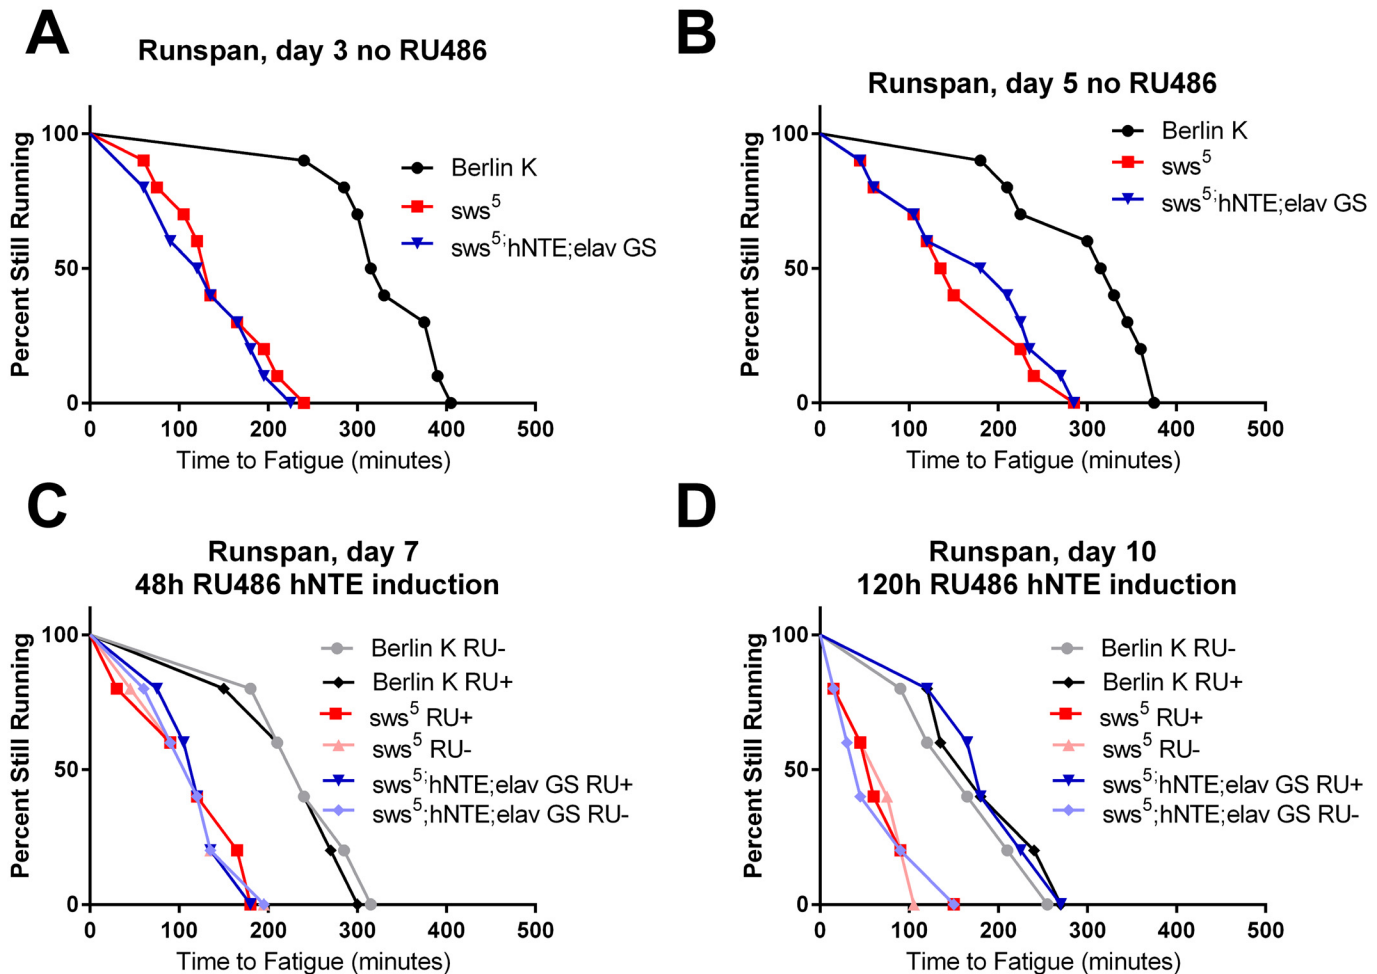 A
Runspan, day 3 no RU486
Percent Still Running
100
50
0
0 100 200 300 400 500
Time to Fatigue (minutes)
Berlin K
sws⁵
sws⁵;hNTE;elav GS
B
Runspan, day 5 no RU486
Percent Still Running
100
50
0
0 100 200 300 400 500
Time to Fatigue (minutes)
Berlin K
sws⁵
sws⁵;hNTE;elav GS
C
Runspan, day 7
48h RU486 hNTE induction
Percent Still Running
100
50
0
0 100 200 300 400 500
Time to Fatigue (minutes)
Berlin K RU-
Berlin K RU+
sws⁵ RU+
sws⁵ RU-
sws⁵;hNTE;elav GS RU+
sws⁵;hNTE;elav GS RU-
D
Runspan, day 10
120h RU486 hNTE induction
Percent Still Running
100
50
0
0 100 200 300 400 500
Time to Fatigue (minutes)
Berlin K RU-
Berlin K RU+
sws⁵ RU+
sws⁵ RU-
sws⁵;hNTE;elav GS RU+
sws⁵;hNTE;elav GS RU-